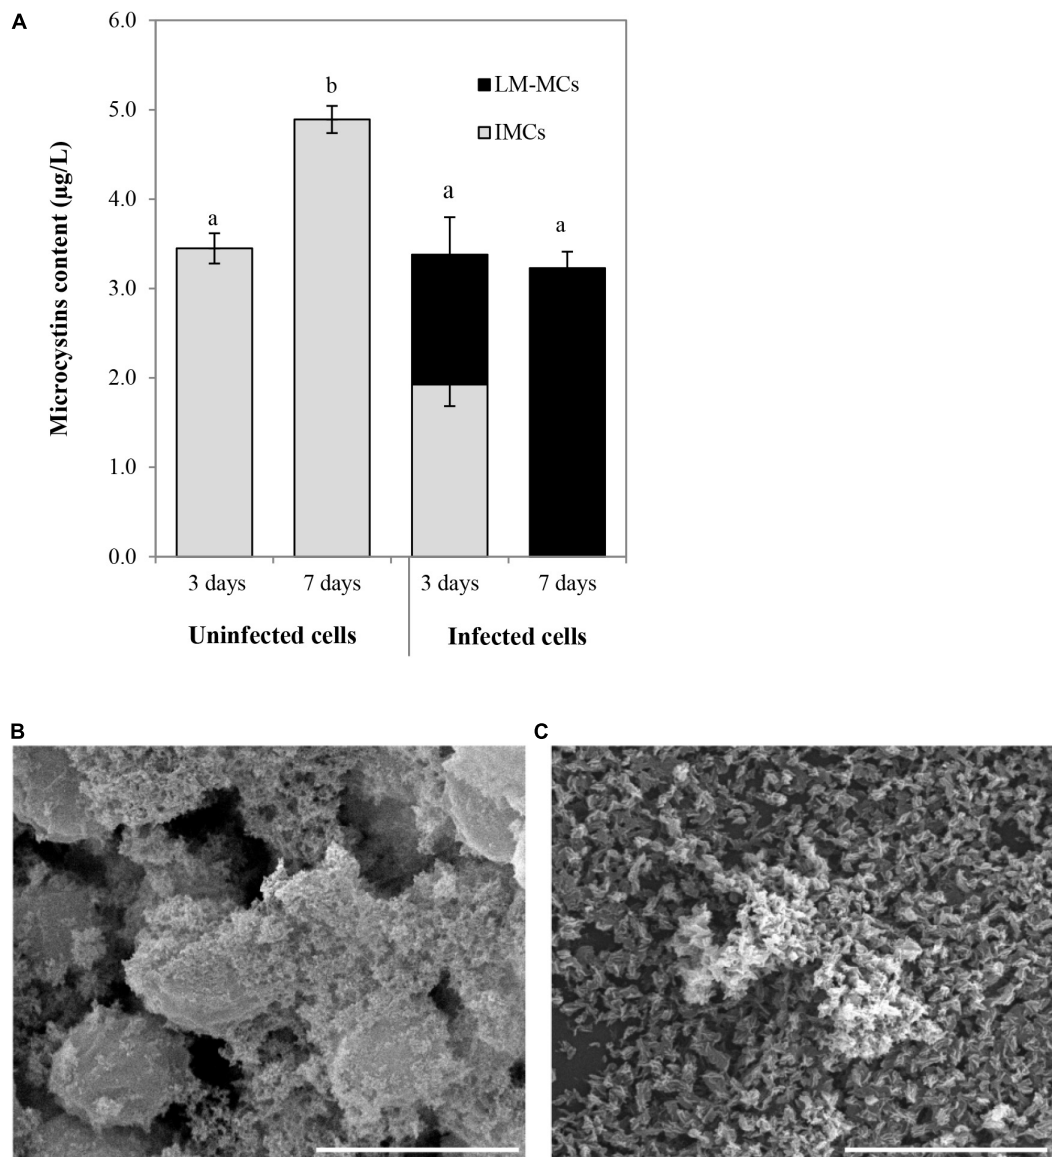 A
6.0
5.0
4.0
3.0
2.0
1.0
0.0
Microcystins content (µg/L)
LM-MCs
IMCs
a
b
a
a
3 days
7 days
3 days
7 days
Uninfected cells
Infected cells
B
C